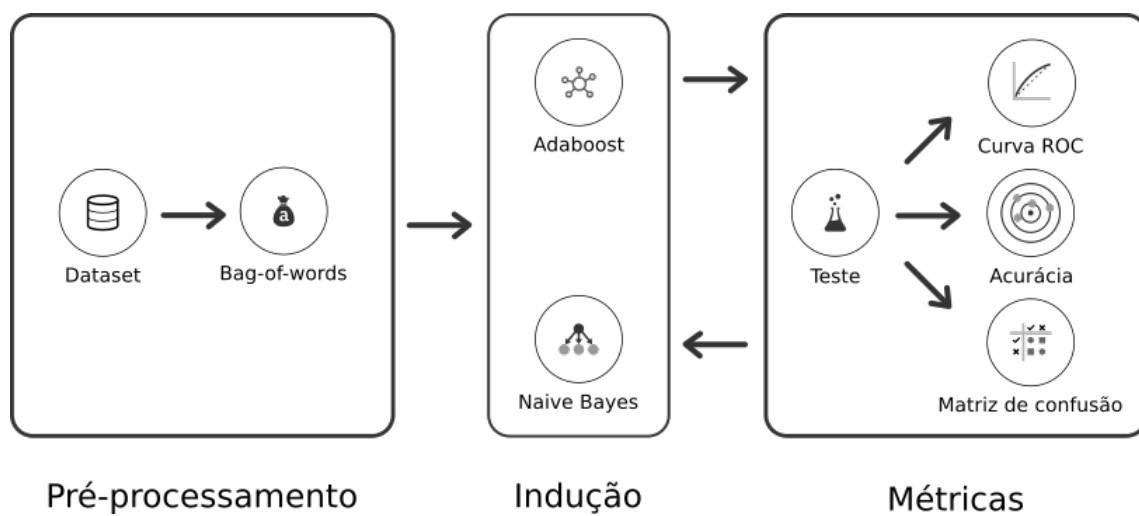 Dataset
a
Bag-of-words
Pré-processamento
Adaboost
Naive Bayes
Indução
Teste
Curva ROC
Acurácia
Matriz de confusão
Métricas